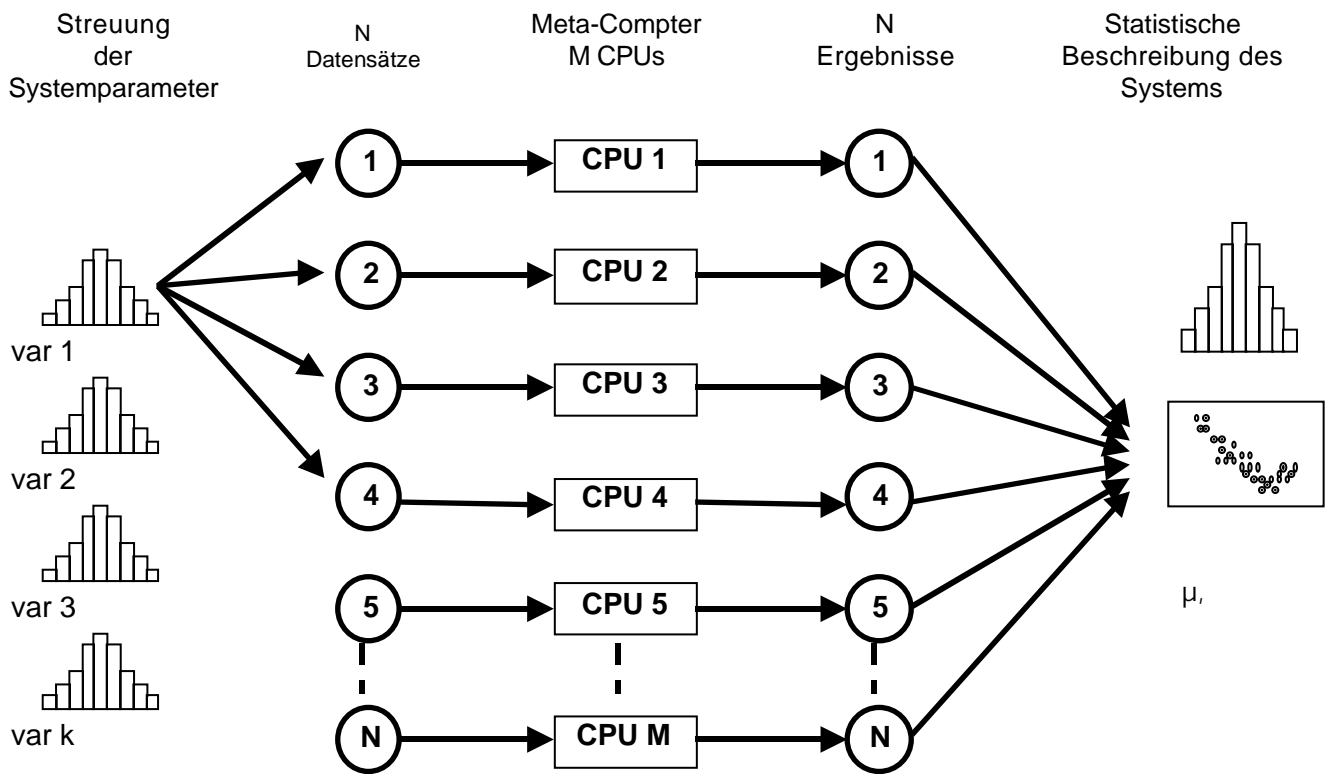 Streuung
der
Systemparameter
N
Datensätze
Meta-Compter
M CPUs
N
Ergebnisse
Statistische
Beschreibung des
Systems
1 CPU 1 1
2 CPU 2 2
var 1
3 CPU 3 3
var 2
4 CPU 4 4
var 3
5 CPU 5 5
μ,
var k
N CPU M N